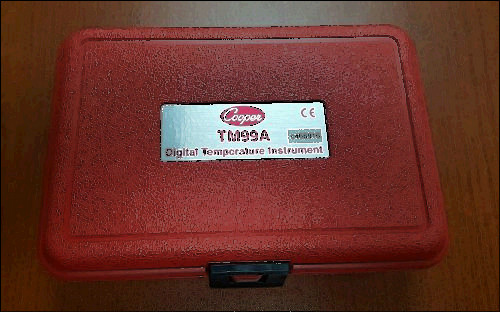 Cooper
CE
TM99A
Digital Temperature Instrument